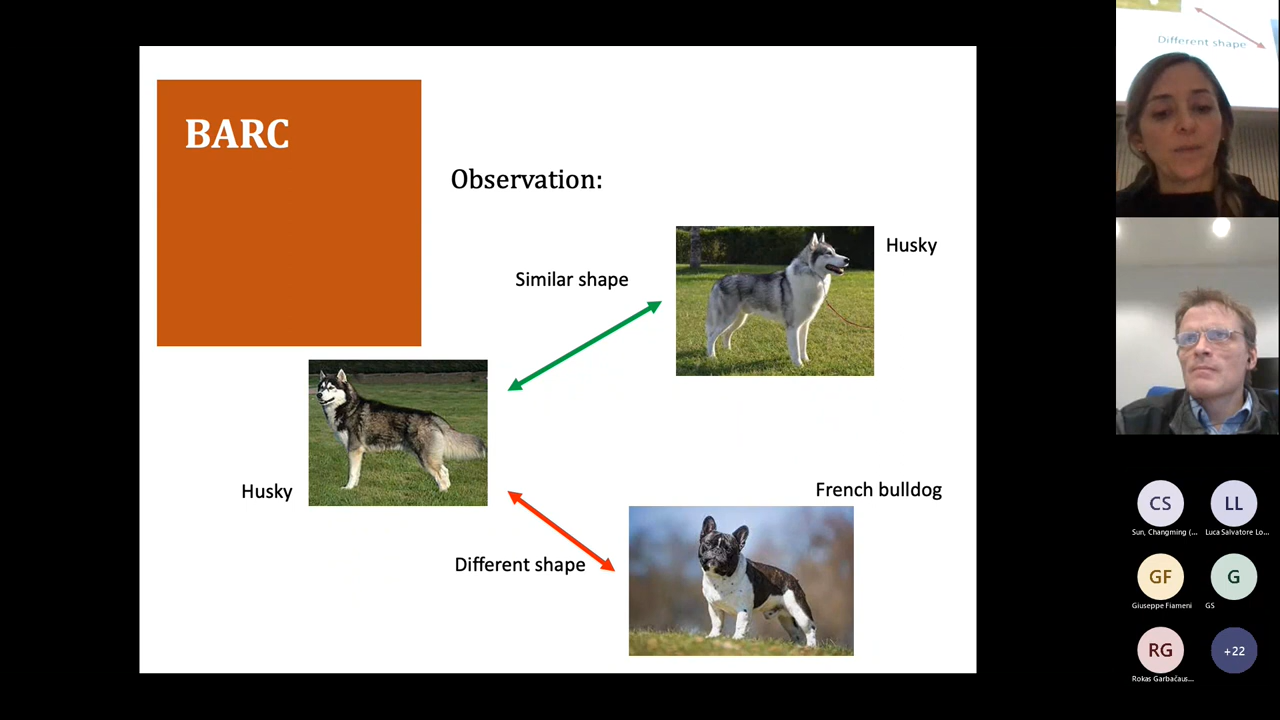 BARC
Observation:
Similar shape
Husky
Husky
French bulldog
Different shape
Different shape
CS
LL
Sun, Changming (...
Luca Salvatore Lo...
GF
G
Giuseppe Fiameni
GS
RG
+22
Rokas Garbačaus...